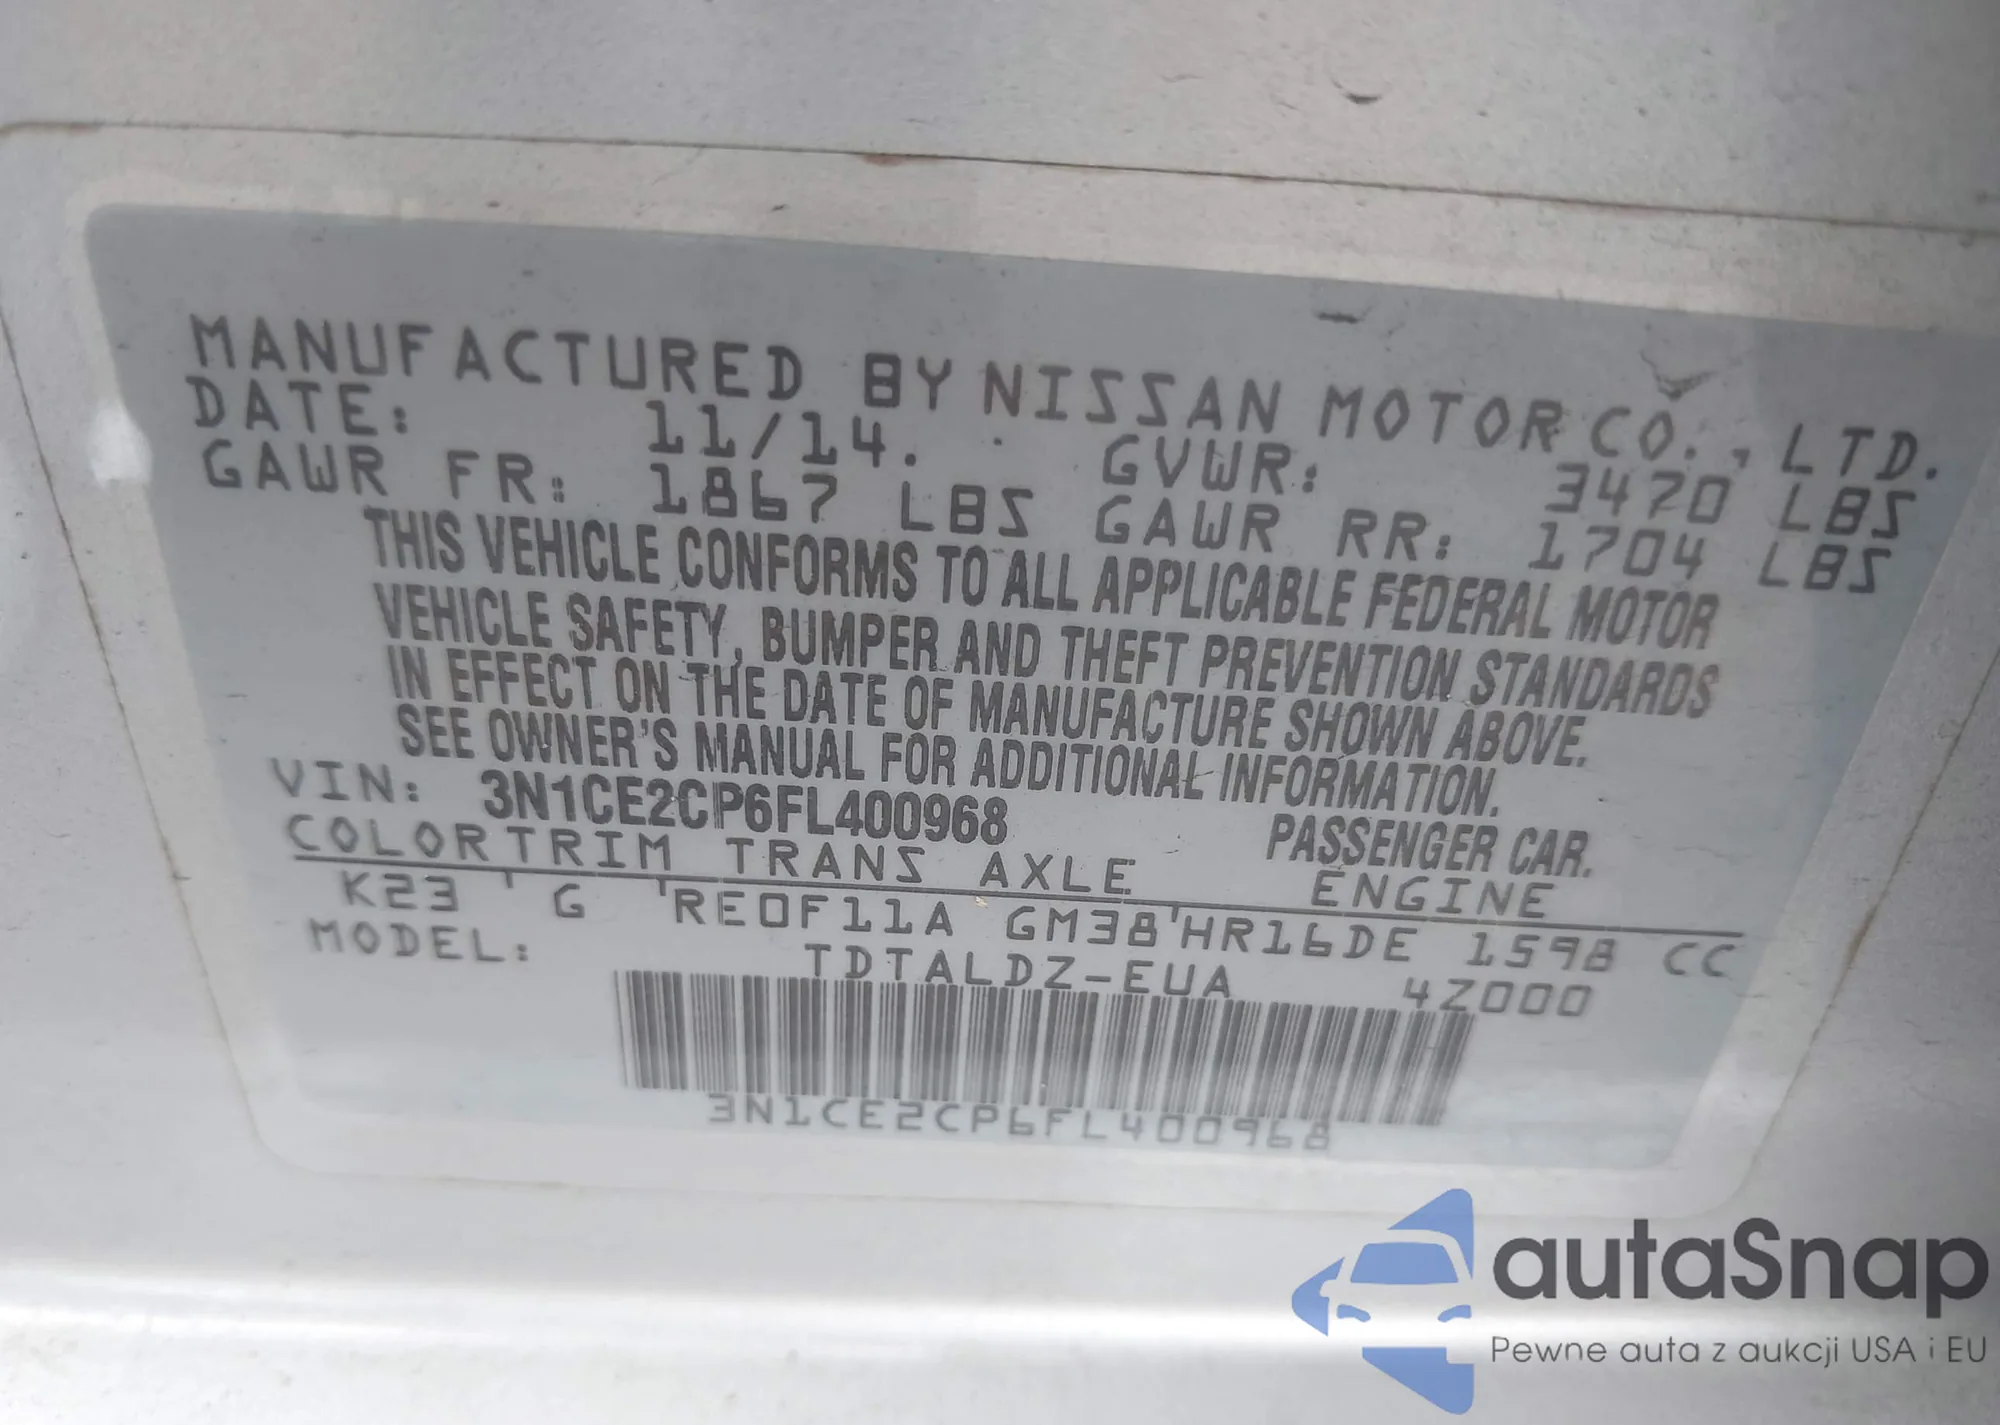 MANUFACTURED BY NISSAN MOTOR CO., LTD.
DATE: 11/14. GVWR: 3470 LBS
GAWR FR: 1867 LBS GAWR RR: 1704 LBS
THIS VEHICLE CONFORMS TO ALL APPLICABLE FEDERAL MOTOR
VEHICLE SAFETY, BUMPER AND THEFT PREVENTION STANDARDS
IN EFFECT ON THE DATE OF MANUFACTURE SHOWN ABOVE.
SEE OWNER'S MANUAL FOR ADDITIONAL INFORMATION.
VIN: 3N1CE2CP6FL400968 PASSENGER CAR.
COLOR TRIM TRANS AXLE ENGINE
K23 ' G 'RE0F11A GM38'HR16DE 1598 CC
MODEL: TDTALDZ-EUA 4Z000
3N1CE2CP6FL400968
autaSnap
Pewne auta z aukcji USA i EU